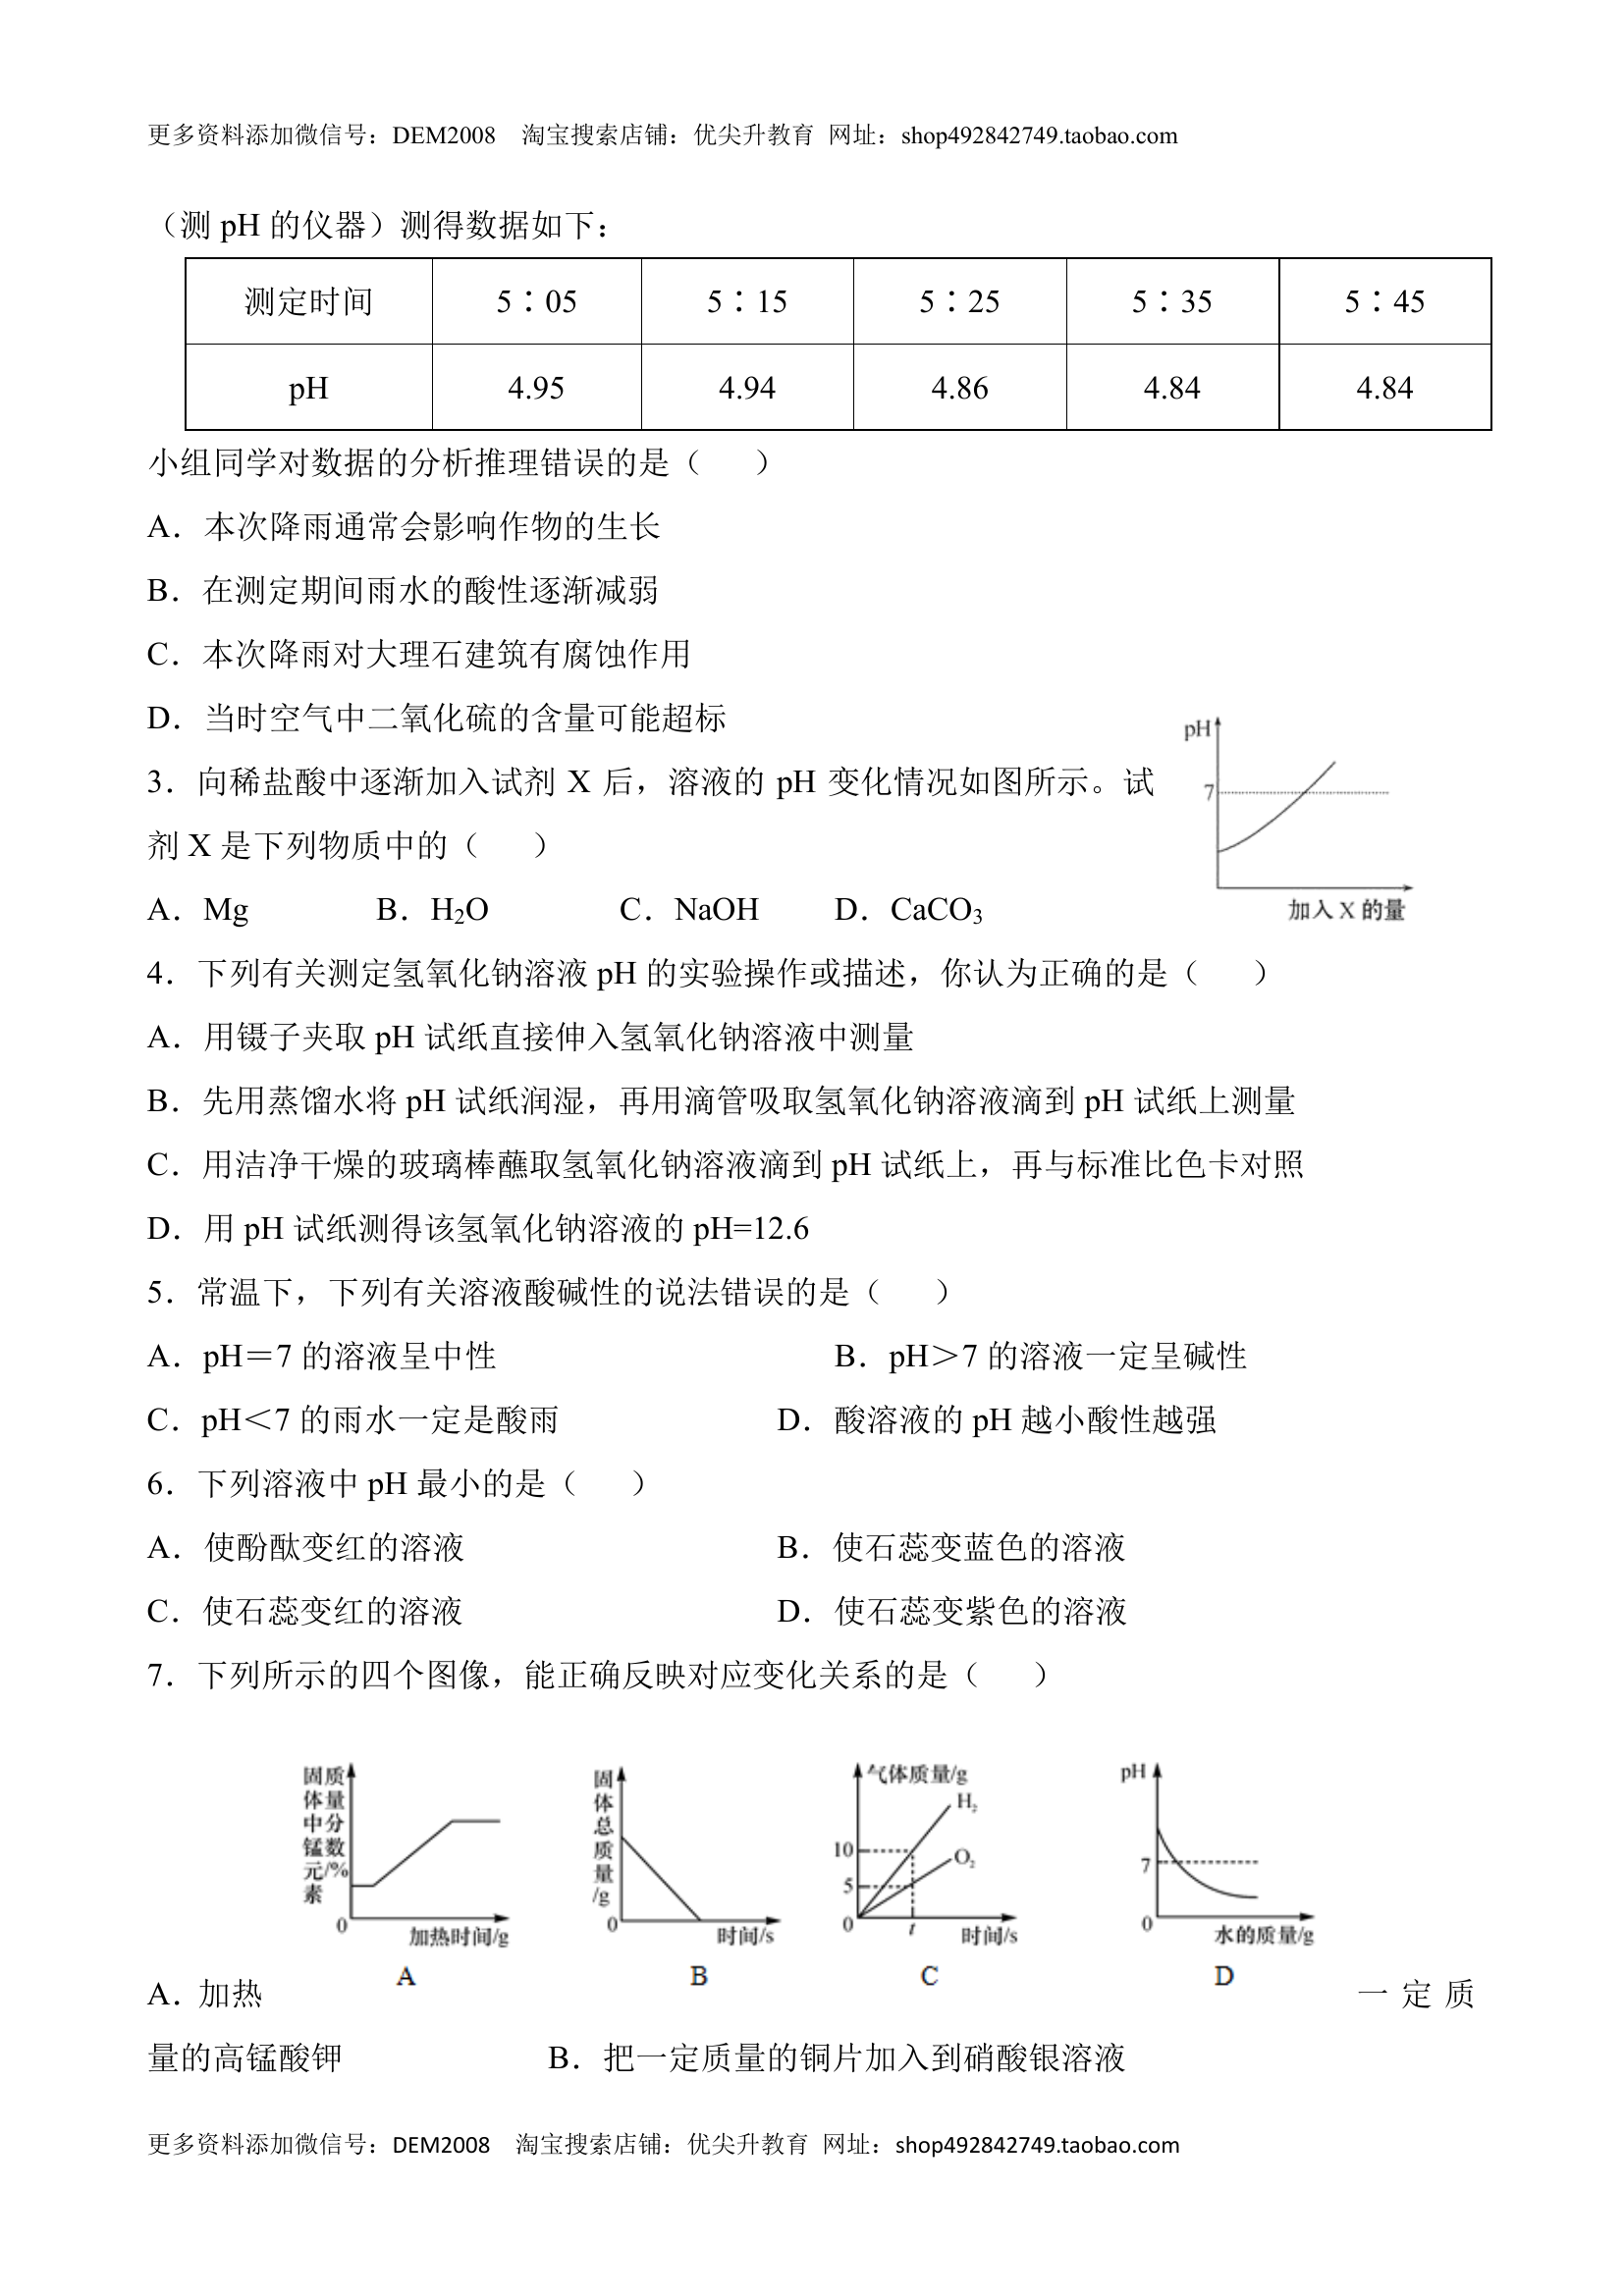 更多资料添加微信号：DEM2008 淘宝搜索店铺：优尖升教育 网址：shop492842749.taobao.com
（测 pH 的仪器）测得数据如下：
测定时间 5∶05 5∶15 5∶25 5∶35 5∶45
pH 4.95 4.94 4.86 4.84 4.84
小组同学对数据的分析推理错误的是（ ）
A．本次降雨通常会影响作物的生长
B．在测定期间雨水的酸性逐渐减弱
C．本次降雨对大理石建筑有腐蚀作用
D．当时空气中二氧化硫的含量可能超标
3．向稀盐酸中逐渐加入试剂 X 后，溶液的 pH 变化情况如图所示。试
剂 X 是下列物质中的（ ）
pH
7
加入 X 的量
A．Mg B．H₂O C．NaOH D．CaCO₃
4．下列有关测定氢氧化钠溶液 pH 的实验操作或描述，你认为正确的是（ ）
A．用镊子夹取 pH 试纸直接伸入氢氧化钠溶液中测量
B．先用蒸馏水将 pH 试纸润湿，再用滴管吸取氢氧化钠溶液滴到 pH 试纸上测量
C．用洁净干燥的玻璃棒蘸取氢氧化钠溶液滴到 pH 试纸上，再与标准比色卡对照
D．用 pH 试纸测得该氢氧化钠溶液的 pH=12.6
5．常温下，下列有关溶液酸碱性的说法错误的是（ ）
A．pH＝7 的溶液呈中性 B．pH＞7 的溶液一定呈碱性
C．pH＜7 的雨水一定是酸雨 D．酸溶液的 pH 越小酸性越强
6．下列溶液中 pH 最小的是（ ）
A．使酚酞变红的溶液 B．使石蕊变蓝色的溶液
C．使石蕊变红的溶液 D．使石蕊变紫色的溶液
7．下列所示的四个图像，能正确反映对应变化关系的是（ ）
固体中锰元素质量分数/%
0
加热时间/g
A
固体总质量/g
0
时间/s
B
气体质量/g
H₂
10
O₂
5
0
t
时间/s
C
pH
7
0
水的质量/g
D
A．加热 一定质
量的高锰酸钾 B．把一定质量的铜片加入到硝酸银溶液
更多资料添加微信号：DEM2008 淘宝搜索店铺：优尖升教育 网址：shop492842749.taobao.com